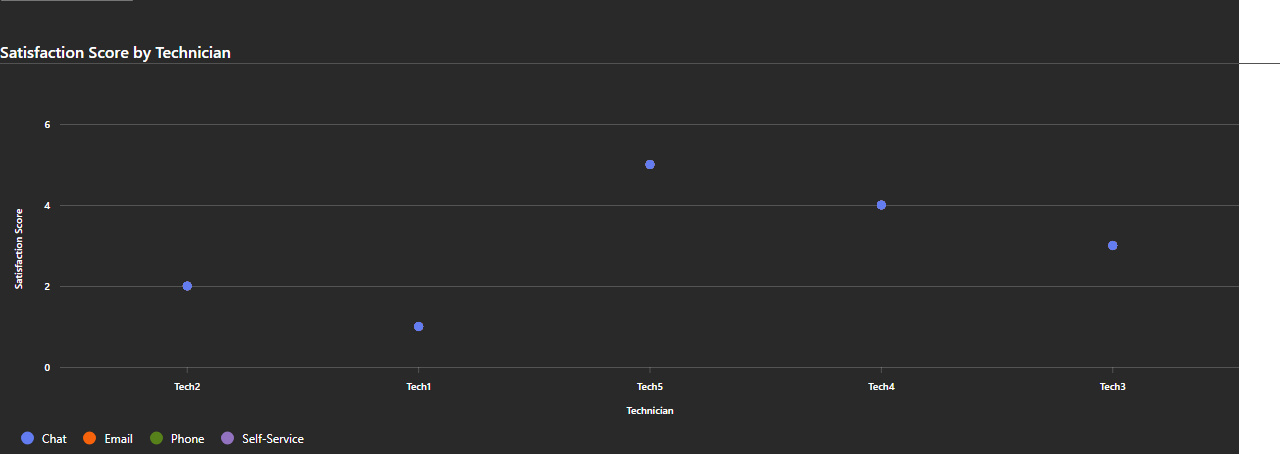 Satisfaction Score by Technician
6
4
2
0
Satisfaction Score
Tech2 Tech1 Tech5 Tech4 Tech3
Technician
Chat Email Phone Self-Service